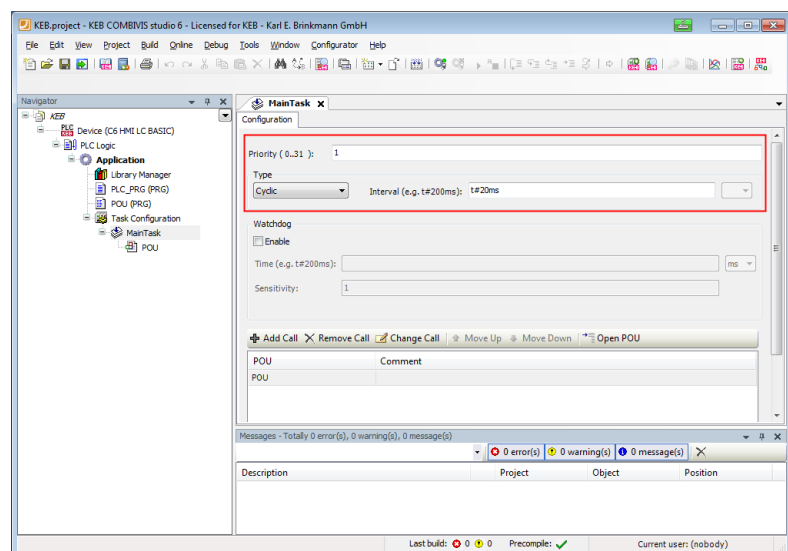 KEB.project - KEB COMBIVIS studio 6 - Licensed for KEB - Karl E. Brinkmann GmbH
File Edit View Project Build Online Debug Tools Window Configurator Help
Navigator
KEB
PLC KEB Device (C6 HMI LC BASIC)
PLC Logic
Application
Library Manager
PLC_PRG (PRG)
POU (PRG)
Task Configuration
MainTask
POU
MainTask
Configuration
Priority ( 0..31 ): 1
Type
Cyclic Interval (e.g. t#200ms): t#20ms
Watchdog
Enable
Time (e.g. t#200ms): ms
Sensitivity: 1
Add Call Remove Call Change Call Move Up Move Down Open POU
POU Comment
POU
Messages - Totally 0 error(s), 0 warning(s), 0 message(s)
0 error(s) 0 warning(s) 0 message(s)
Description Project Object Position
Last build: 0 0 Precompile: Current user: (nobody)